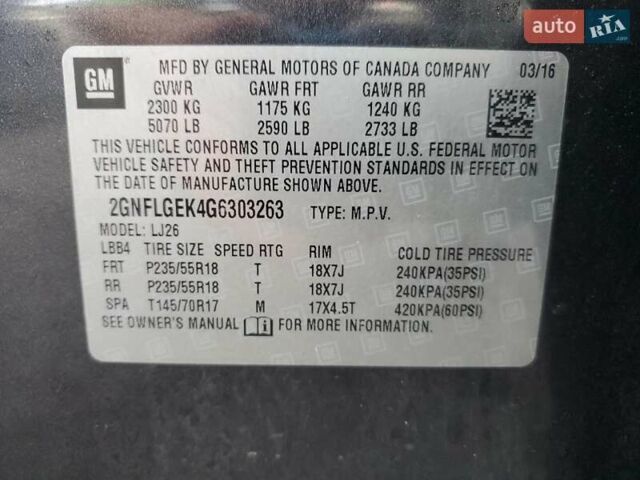 AUTO RIA
.com
GM
MFD BY GENERAL MOTORS OF CANADA COMPANY 03/16
GVWR GAWR FRT GAWR RR
2300 KG 1175 KG 1240 KG
5070 LB 2590 LB 2733 LB
THIS VEHICLE CONFORMS TO ALL APPLICABLE U.S. FEDERAL MOTOR
VEHICLE SAFETY AND THEFT PREVENTION STANDARDS IN EFFECT ON
THE DATE OF MANUFACTURE SHOWN ABOVE.
2GNFLGEK4G6303263 TYPE: M.P.V.
MODEL: LJ26
LBB4 TIRE SIZE SPEED RTG RIM COLD TIRE PRESSURE
FRT P235/55R18 T 18X7J 240KPA(35PSI)
RR P235/55R18 T 18X7J 240KPA(35PSI)
SPA T145/70R17 M 17X4.5T 420KPA(60PSI)
SEE OWNER'S MANUAL FOR MORE INFORMATION